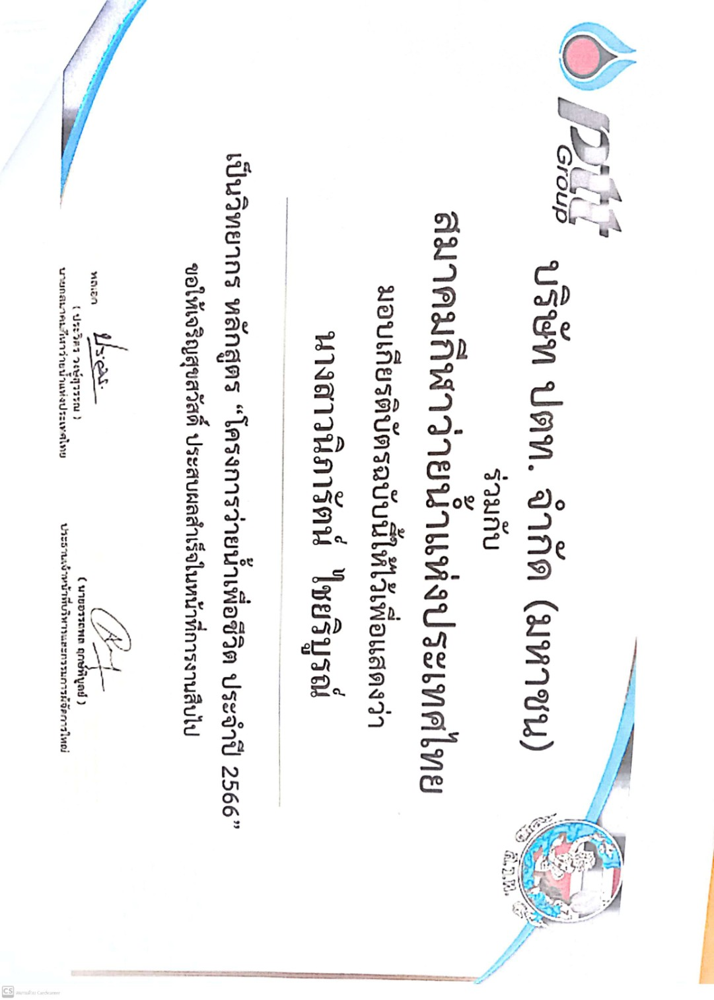 ptt
Group
บริษัท ปตท. จำกัด (มหาชน)
ร่วมกับ
สมาคมกีฬาว่ายน้ำแห่งประเทศไทย
มอบเกียรติบัตรฉบับนี้ให้ไว้เพื่อแสดงว่า
นางสาวนิภารัตน์ ไชยริบูรณ์
เป็นวิทยากร หลักสูตร “โครงการว่ายน้ำเพื่อชีวิต ประจำปี 2566”
ขอให้เจริญสุขสวัสดิ์ ประสบผลสำเร็จในหน้าที่การงานสืบไป
พลเอก
( ประวิตร วงษ์สุวรรณ )
นายกสมาคมกีฬาว่ายน้ำแห่งประเทศไทย
( นายอรรถพล ฤกษ์พิบูลย์ )
ประธานเจ้าหน้าที่บริหารและกรรมการผู้จัดการใหญ่
ส.ว.ท.
CS สแกนด้วย CamScanner